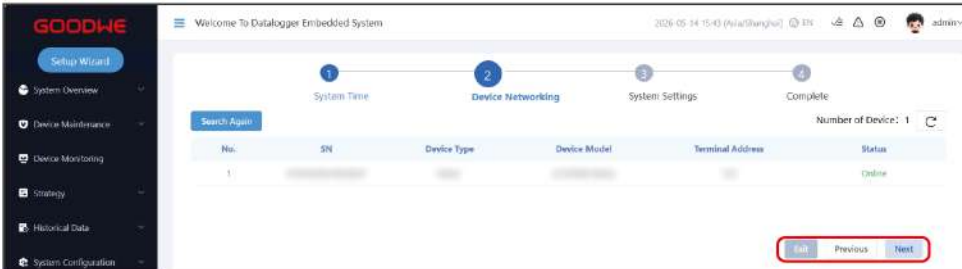 GOODWE
Welcome To Datalogger Embedded System
2026-05-14 15:43 (Asia/Shanghai) EN
admin
Setup Wizard
1 2 3 4
System Time Device Networking System Settings Complete
System Overview
Search Again
Number of Device: 1
Device Maintenance
No. SN Device Type Device Model Terminal Address Status
Device Monitoring
1 Online
Strategy
Historical Data
Exit Previous Next
System Configuration